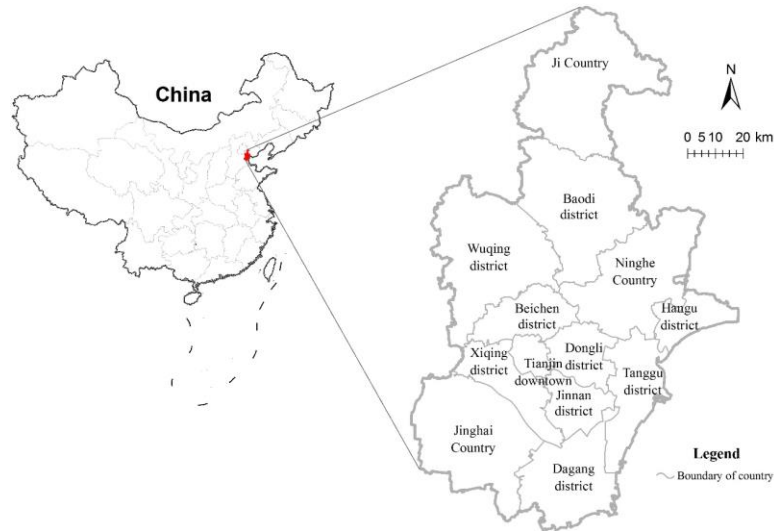 China
Ji Country
N
0 5 10 20 km
Baodi
district
Wuqing
district
Ninghe
Country
Beichen
district
Hangu
district
Xiqing
district
Tianjin
downtown
Dongli
district
Tanggu
district
Jinnan
district
Jinghai
Country
Dagang
district
Legend
Boundary of country